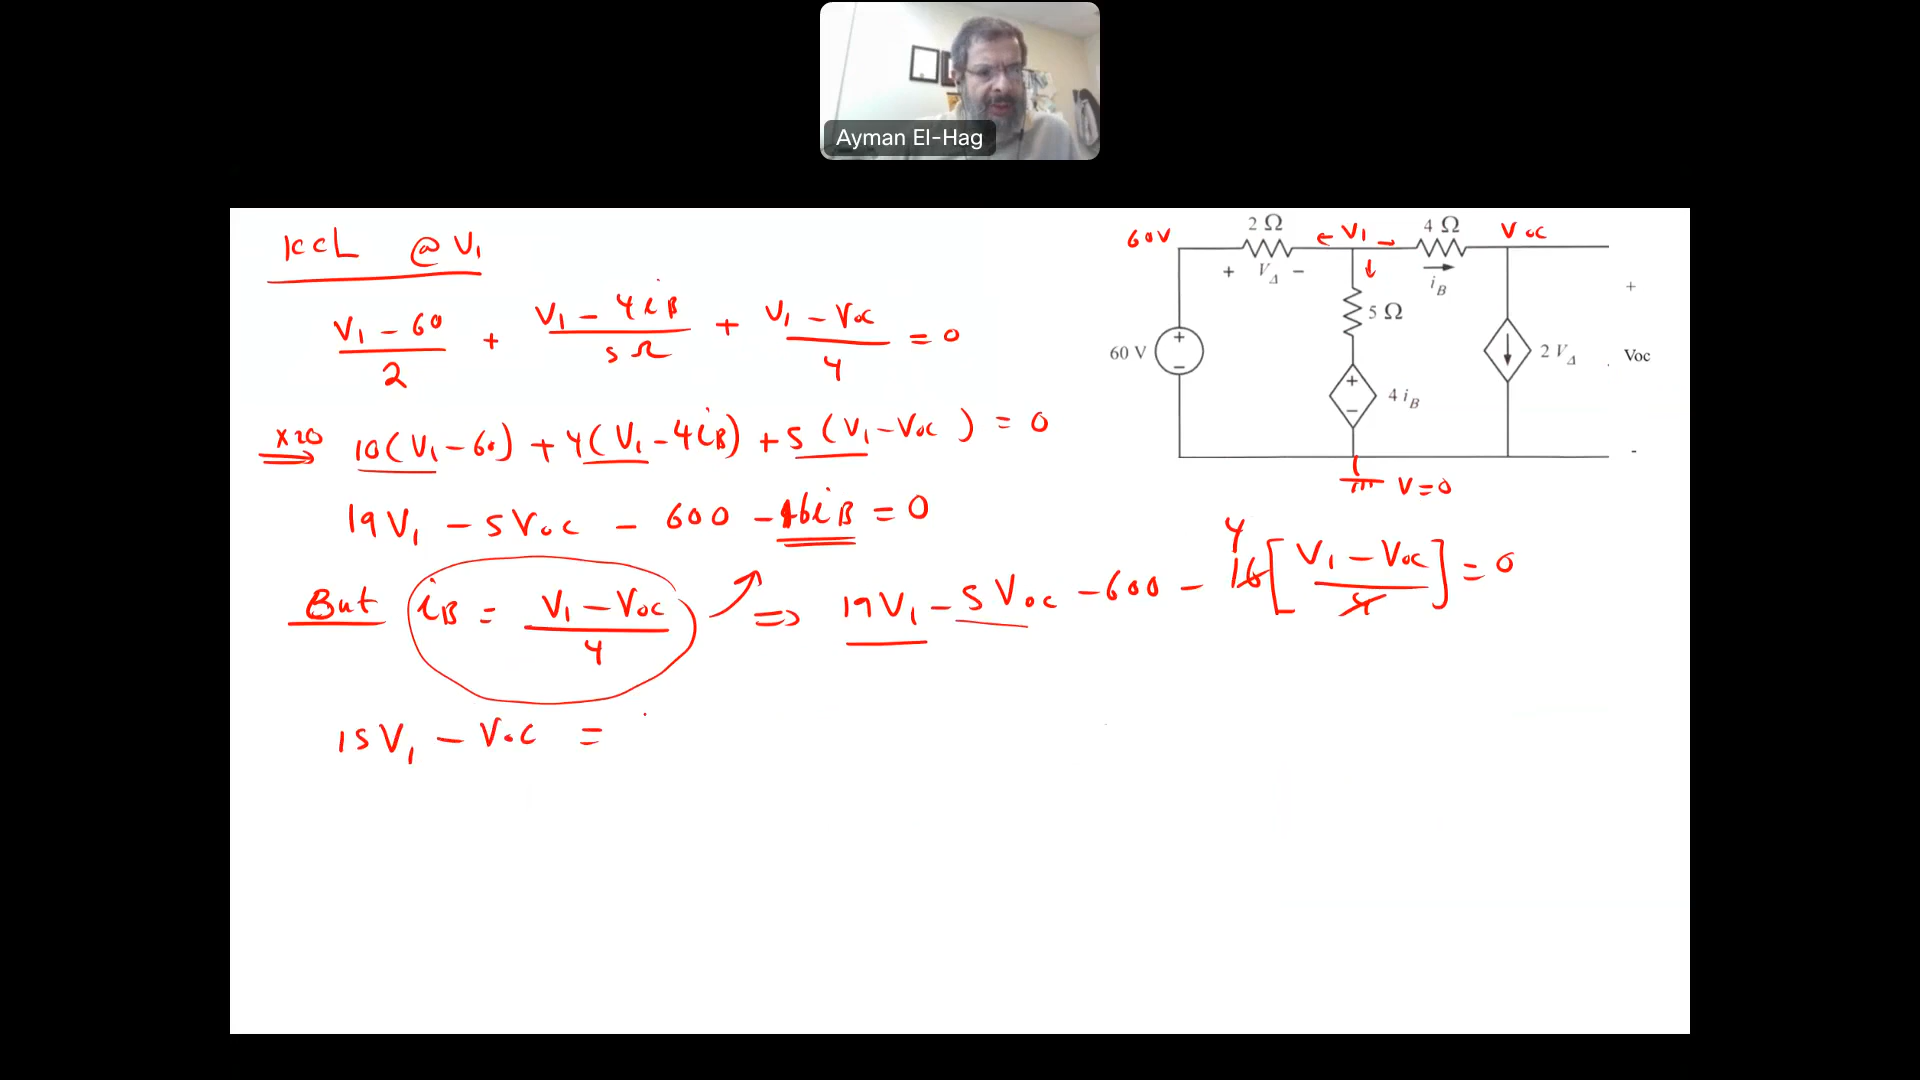 Ayman El-Hag
KCL @ V₁
(V₁ - 60)/2 + (V₁ - 4iB)/5Ω + (V₁ - Voc)/4 = 0
x20 ⇒ 10(V₁ - 60) + 4(V₁ - 4iB) + 5(V₁ - Voc) = 0
19V₁ - 5Voc - 600 - 16iB = 0
But iB = (V₁ - Voc)/4 ⇒ 19V₁ - 5Voc - 600 - 16 4 [(V₁ - Voc)/4] = 0
15V₁ - Voc =
2 Ω 4 Ω
60V ← V₁ → Voc
+ VΔ - ↓ iB
5 Ω +
60 V + - 2 VΔ Voc
+ - 4 iB
-
V=0